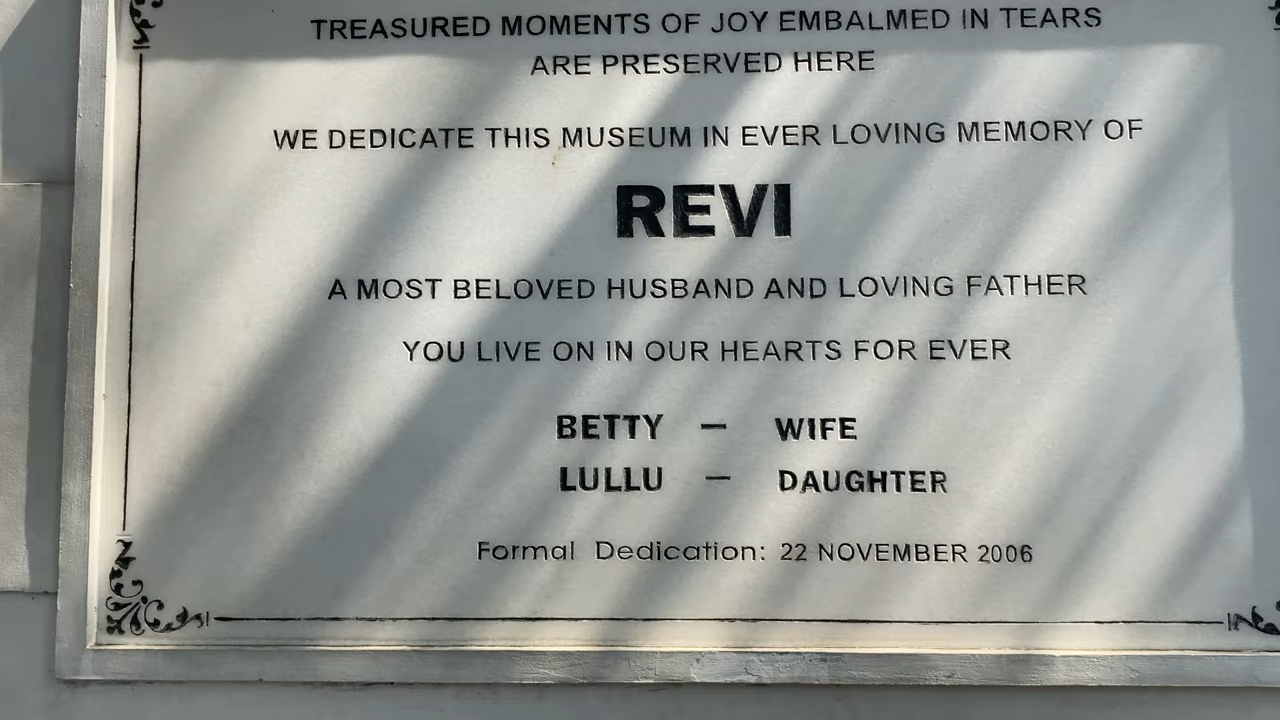 TREASURED MOMENTS OF JOY EMBALMED IN TEARS
ARE PRESERVED HERE
WE DEDICATE THIS MUSEUM IN EVER LOVING MEMORY OF
REVI
A MOST BELOVED HUSBAND AND LOVING FATHER
YOU LIVE ON IN OUR HEARTS FOR EVER
BETTY – WIFE
LULLU – DAUGHTER
Formal Dedication: 22 NOVEMBER 2006